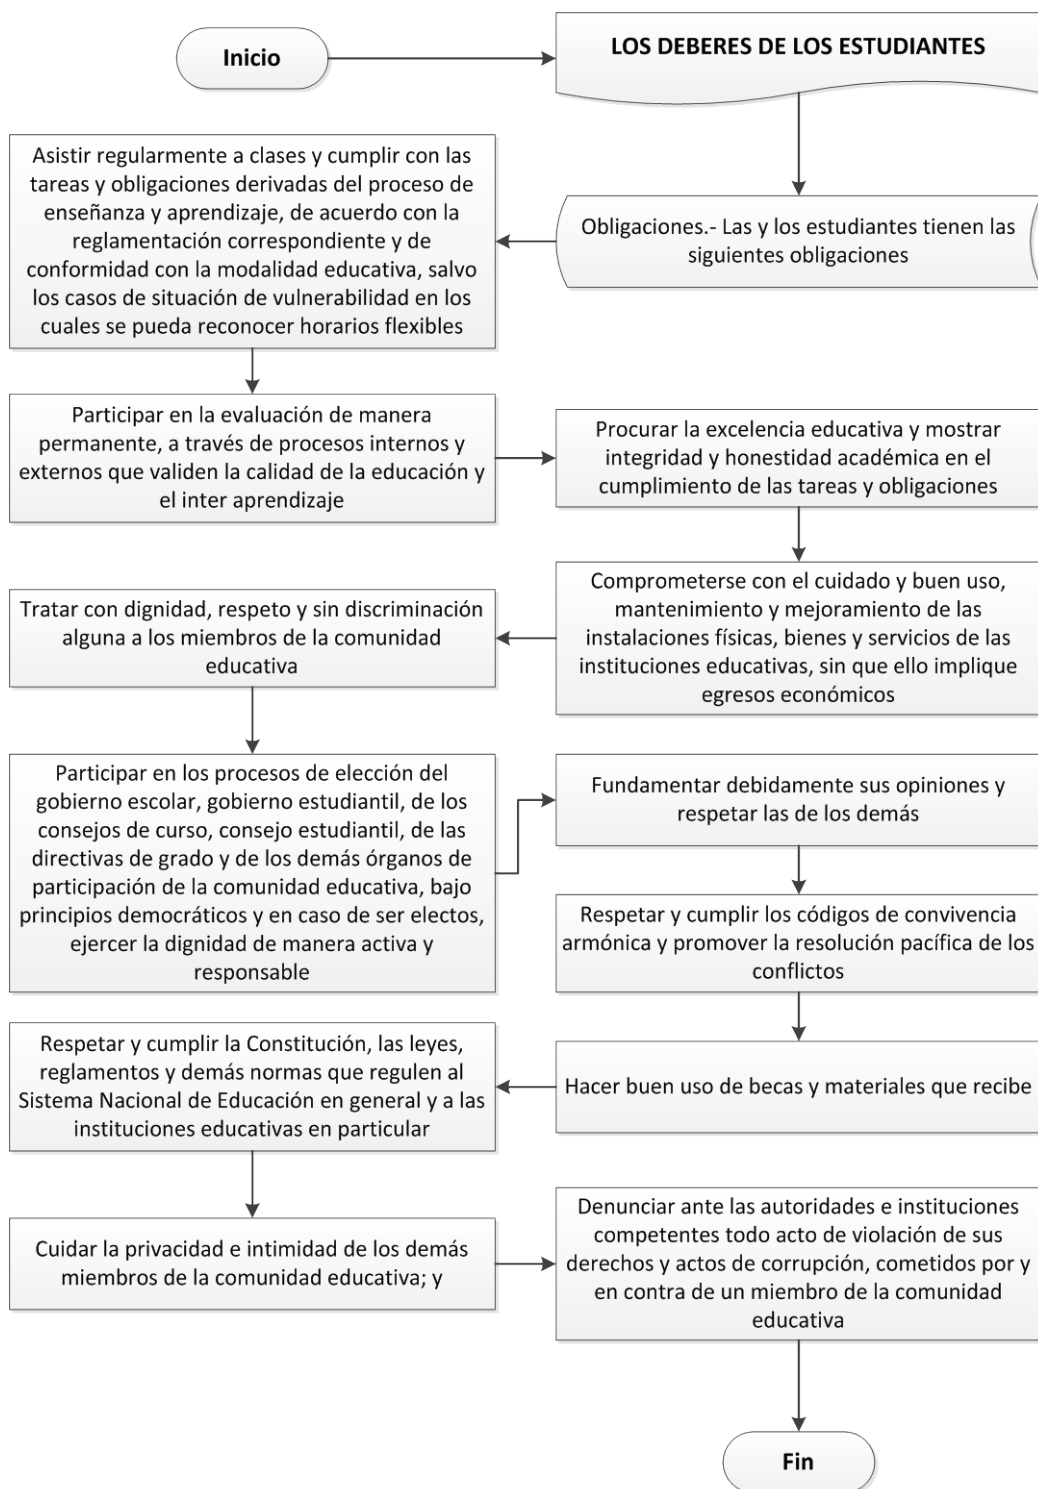 Inicio
LOS DEBERES DE LOS ESTUDIANTES
Obligaciones.- Las y los estudiantes tienen las
siguientes obligaciones
Asistir regularmente a clases y cumplir con las
tareas y obligaciones derivadas del proceso de
enseñanza y aprendizaje, de acuerdo con la
reglamentación correspondiente y de
conformidad con la modalidad educativa, salvo
los casos de situación de vulnerabilidad en los
cuales se pueda reconocer horarios flexibles
Participar en la evaluación de manera
permanente, a través de procesos internos y
externos que validen la calidad de la educación y
el inter aprendizaje
Procurar la excelencia educativa y mostrar
integridad y honestidad académica en el
cumplimiento de las tareas y obligaciones
Comprometerse con el cuidado y buen uso,
mantenimiento y mejoramiento de las
instalaciones físicas, bienes y servicios de las
instituciones educativas, sin que ello implique
egresos económicos
Tratar con dignidad, respeto y sin discriminación
alguna a los miembros de la comunidad
educativa
Participar en los procesos de elección del
gobierno escolar, gobierno estudiantil, de los
consejos de curso, consejo estudiantil, de las
directivas de grado y de los demás órganos de
participación de la comunidad educativa, bajo
principios democráticos y en caso de ser electos,
ejercer la dignidad de manera activa y
responsable
Fundamentar debidamente sus opiniones y
respetar las de los demás
Respetar y cumplir los códigos de convivencia
armónica y promover la resolución pacífica de los
conflictos
Hacer buen uso de becas y materiales que recibe
Respetar y cumplir la Constitución, las leyes,
reglamentos y demás normas que regulen al
Sistema Nacional de Educación en general y a las
instituciones educativas en particular
Cuidar la privacidad e intimidad de los demás
miembros de la comunidad educativa; y
Denunciar ante las autoridades e instituciones
competentes todo acto de violación de sus
derechos y actos de corrupción, cometidos por y
en contra de un miembro de la comunidad
educativa
Fin